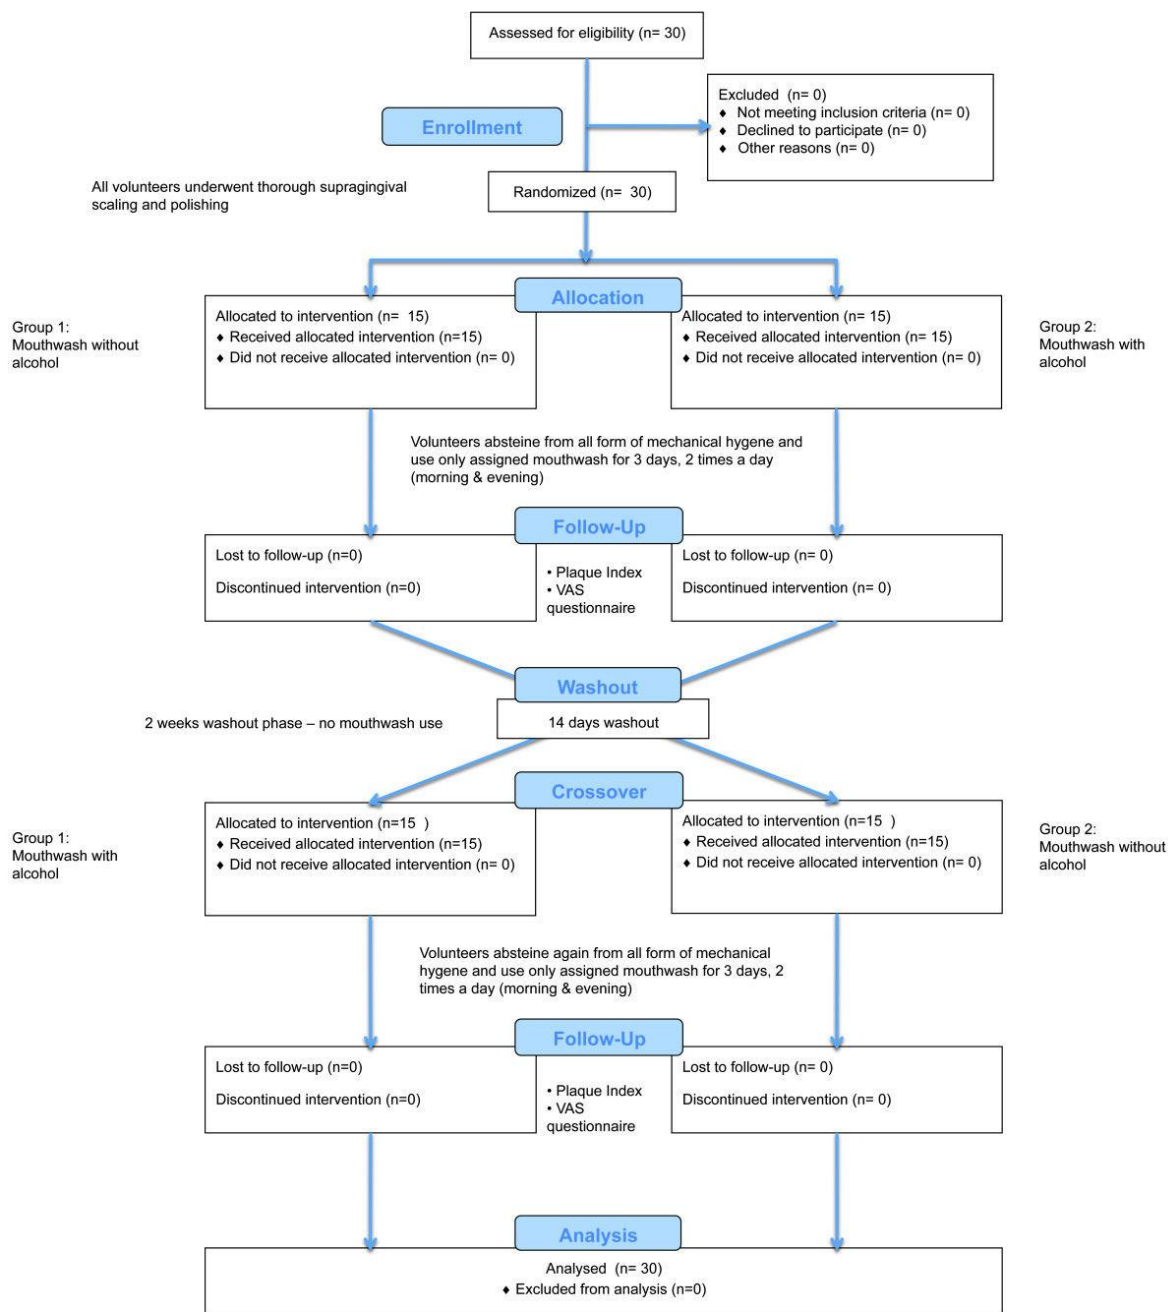 Assessed for eligibility (n= 30)
Enrollment
Excluded  (n= 0)
♦ Not meeting inclusion criteria (n= 0)
♦ Declined to participate (n= 0)
♦ Other reasons (n= 0)
All volunteers underwent thorough supragingival
scaling and polishing
Randomized (n=  30)
Allocation
Group 1:
Mouthwash without
alcohol
Allocated to intervention (n=  15)
♦ Received allocated intervention (n=15)
♦ Did not receive allocated intervention (n= 0)
Allocated to intervention (n= 15)
♦ Received allocated intervention (n= 15)
♦ Did not receive allocated intervention (n= 0)
Group 2:
Mouthwash with
alcohol
Volunteers absteine from all form of mechanical hygene and
use only assigned mouthwash for 3 days, 2 times a day
(morning & evening)
Follow-Up
Lost to follow-up (n=0)
Discontinued intervention (n=0)
• Plaque Index
• VAS
questionnaire
Lost to follow-up (n= 0)
Discontinued intervention (n= 0)
Washout
2 weeks washout phase – no mouthwash use
14 days washout
Crossover
Group 1:
Mouthwash with
alcohol
Allocated to intervention (n=15  )
♦ Received allocated intervention (n=15)
♦ Did not receive allocated intervention (n= 0)
Allocated to intervention (n=15  )
♦ Received allocated intervention (n=15)
♦ Did not receive allocated intervention (n= 0)
Group 2:
Mouthwash without
alcohol
Volunteers absteine again from all form of mechanical
hygene and use only assigned mouthwash for 3 days, 2
times a day (morning & evening)
Follow-Up
Lost to follow-up (n=0)
Discontinued intervention (n=0)
• Plaque Index
• VAS
questionnaire
Lost to follow-up (n= 0)
Discontinued intervention (n= 0)
Analysis
Analysed  (n= 30)
♦ Excluded from analysis (n=0)